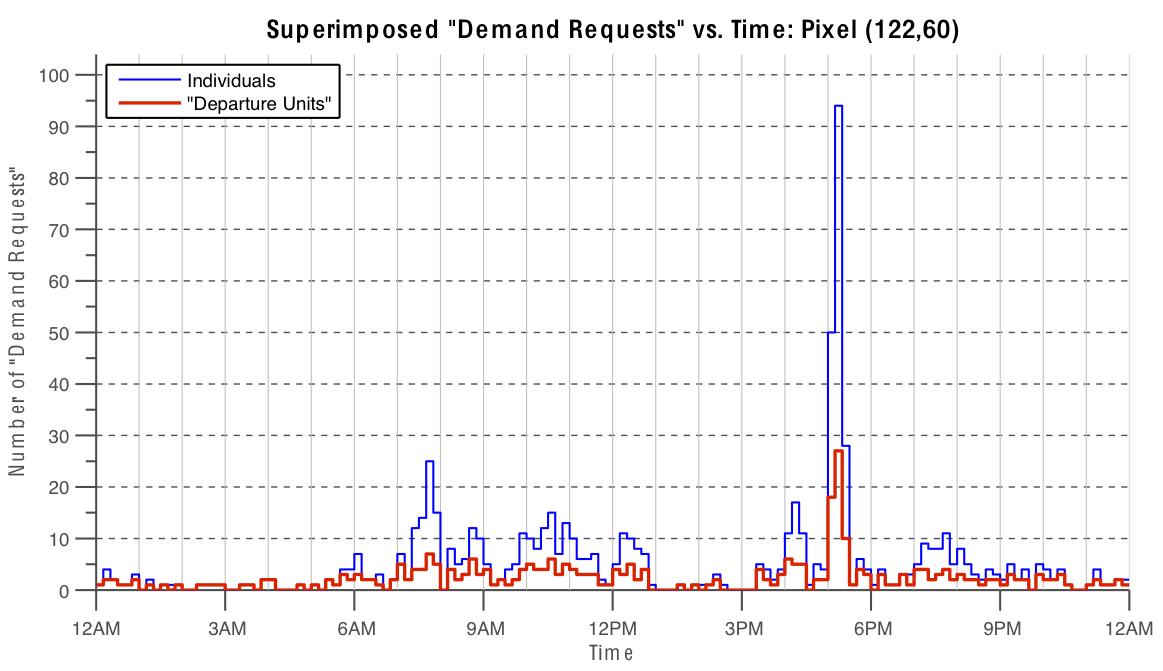 Superimposed "Demand Requests" vs. Time: Pixel (122,60)
Individuals
"Departure Units"
Number of "Demand Requests"
100
90
80
70
60
50
40
30
20
10
0
12AM 3AM 6AM 9AM 12PM 3PM 6PM 9PM 12AM
Time